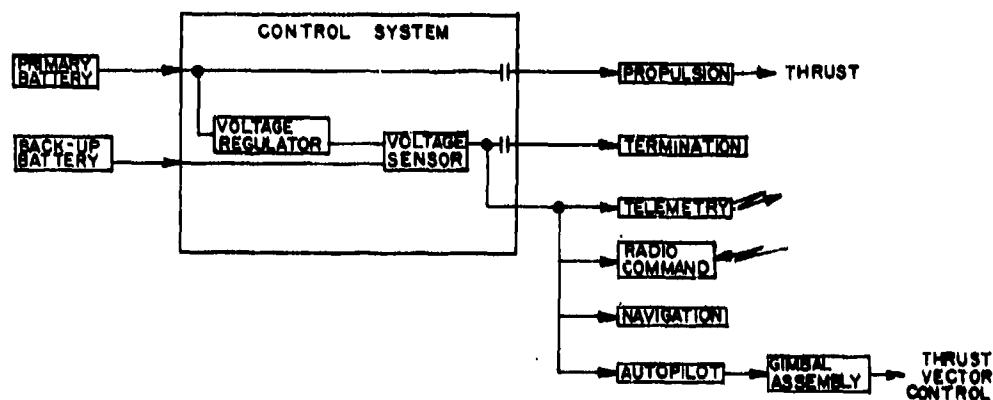 CONTROL SYSTEM
PRIMARY
BATTERY
PROPULSION
THRUST
VOLTAGE
REGULATOR
BACK-UP
BATTERY
VOLTAGE
SENSOR
TERMINATION
TELEMETRY
RADIO
COMMAND
NAVIGATION
AUTOPILOT
GIMBAL
ASSEMBLY
THRUST
VECTOR
CONTROL